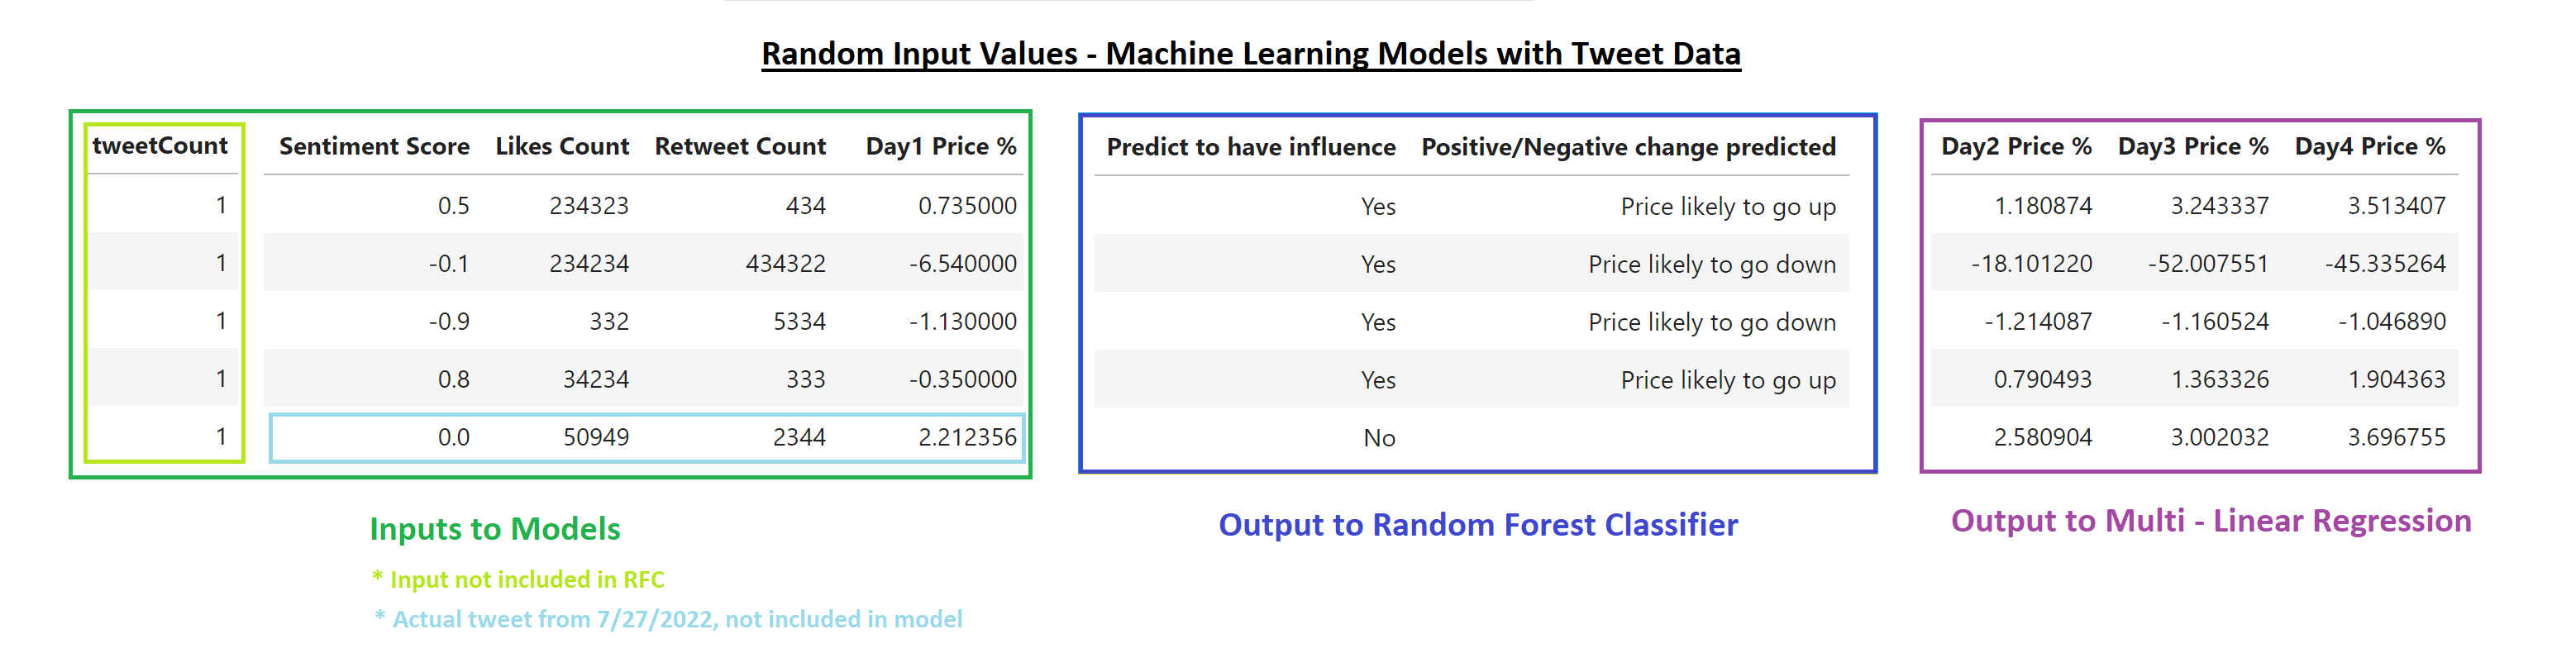 Random Input Values - Machine Learning Models with Tweet Data
tweetCount Sentiment Score Likes Count Retweet Count Day1 Price % Predict to have influence Positive/Negative change predicted Day2 Price % Day3 Price % Day4 Price %
1 0.5 234323 434 0.735000 Yes Price likely to go up 1.180874 3.243337 3.513407
1 -0.1 234234 434322 -6.540000 Yes Price likely to go down -18.101220 -52.007551 -45.335264
1 -0.9 332 5334 -1.130000 Yes Price likely to go down -1.214087 -1.160524 -1.046890
1 0.8 34234 333 -0.350000 Yes Price likely to go up 0.790493 1.363326 1.904363
1 0.0 50949 2344 2.212356 No 2.580904 3.002032 3.696755
Inputs to Models Output to Random Forest Classifier Output to Multi - Linear Regression
* Input not included in RFC
* Actual tweet from 7/27/2022, not included in model